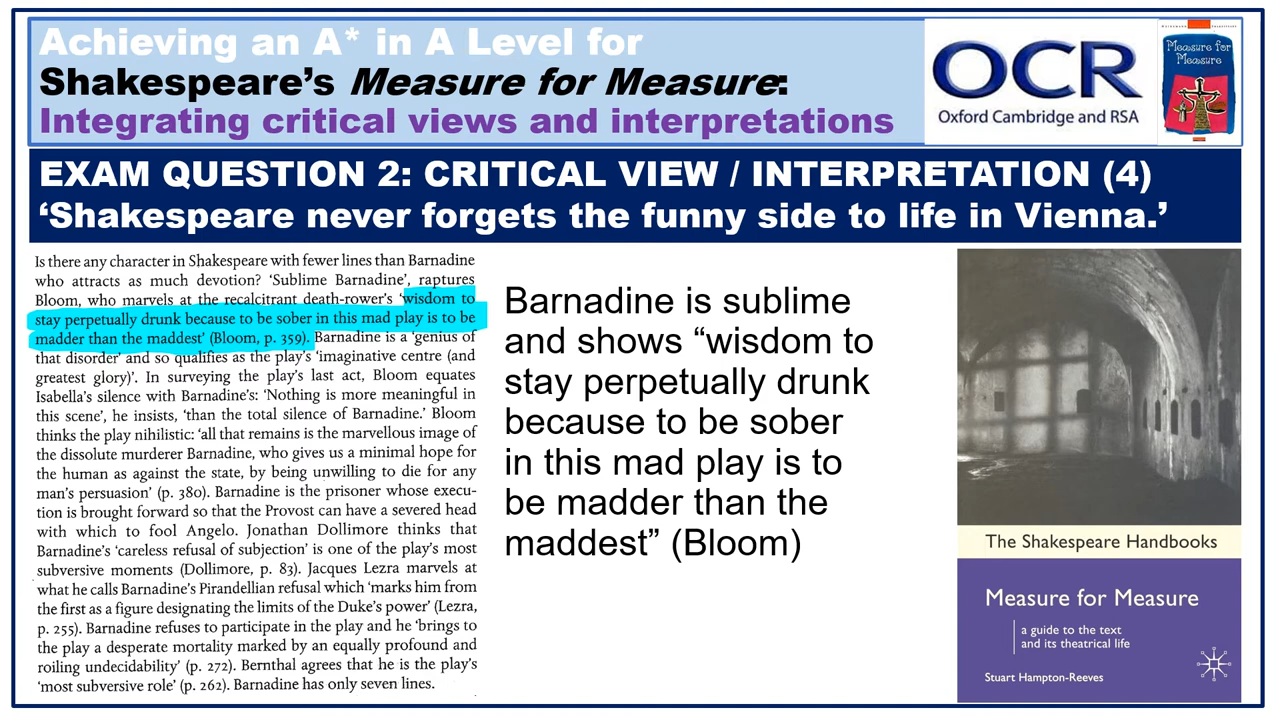 Achieving an A* in A Level for
Shakespeare's Measure for Measure:
Integrating critical views and interpretations
OCR
Oxford Cambridge and RSA
Measure for
Measure
EXAM QUESTION 2: CRITICAL VIEW / INTERPRETATION (4)
‘Shakespeare never forgets the funny side to life in Vienna.’
Is there any character in Shakespeare with fewer lines than Barnadine
who attracts as much devotion? ‘Sublime Barnadine’, raptures
Bloom, who marvels at the recalcitrant death-rower's ‘wisdom to
stay perpetually drunk because to be sober in this mad play is to be
madder than the maddest’ (Bloom, p. 359). Barnadine is a ‘genius of
that disorder’ and so qualifies as the play's ‘imaginative centre (and
greatest glory)’. In surveying the play's last act, Bloom equates
Isabella's silence with Barnadine's: ‘Nothing is more meaningful in
this scene’, he insists, ‘than the total silence of Barnadine.’ Bloom
thinks the play nihilistic: ‘all that remains is the marvellous image of
the dissolute murderer Barnadine, who gives us a minimal hope for
the human as against the state, by being unwilling to die for any
man's persuasion’ (p. 380). Barnadine is the prisoner whose execu-
tion is brought forward so that the Provost can have a severed head
with which to fool Angelo. Jonathan Dollimore thinks that
Barnadine's ‘careless refusal of subjection’ is one of the play's most
subversive moments (Dollimore, p. 83). Jacques Lezra marvels at
what he calls Barnadine's Pirandellian refusal which ‘marks him from
the first as a figure designating the limits of the Duke's power’ (Lezra,
p. 255). Barnadine refuses to participate in the play and he ‘brings to
the play a desperate mortality marked by an equally profound and
roiling undecidability’ (p. 272). Bernthal agrees that he is the play's
‘most subversive role’ (p. 262). Barnadine has only seven lines.
Barnadine is sublime
and shows “wisdom to
stay perpetually drunk
because to be sober
in this mad play is to
be madder than the
maddest” (Bloom)
The Shakespeare Handbooks
Measure for Measure
a guide to the text
and its theatrical life
Stuart Hampton-Reeves